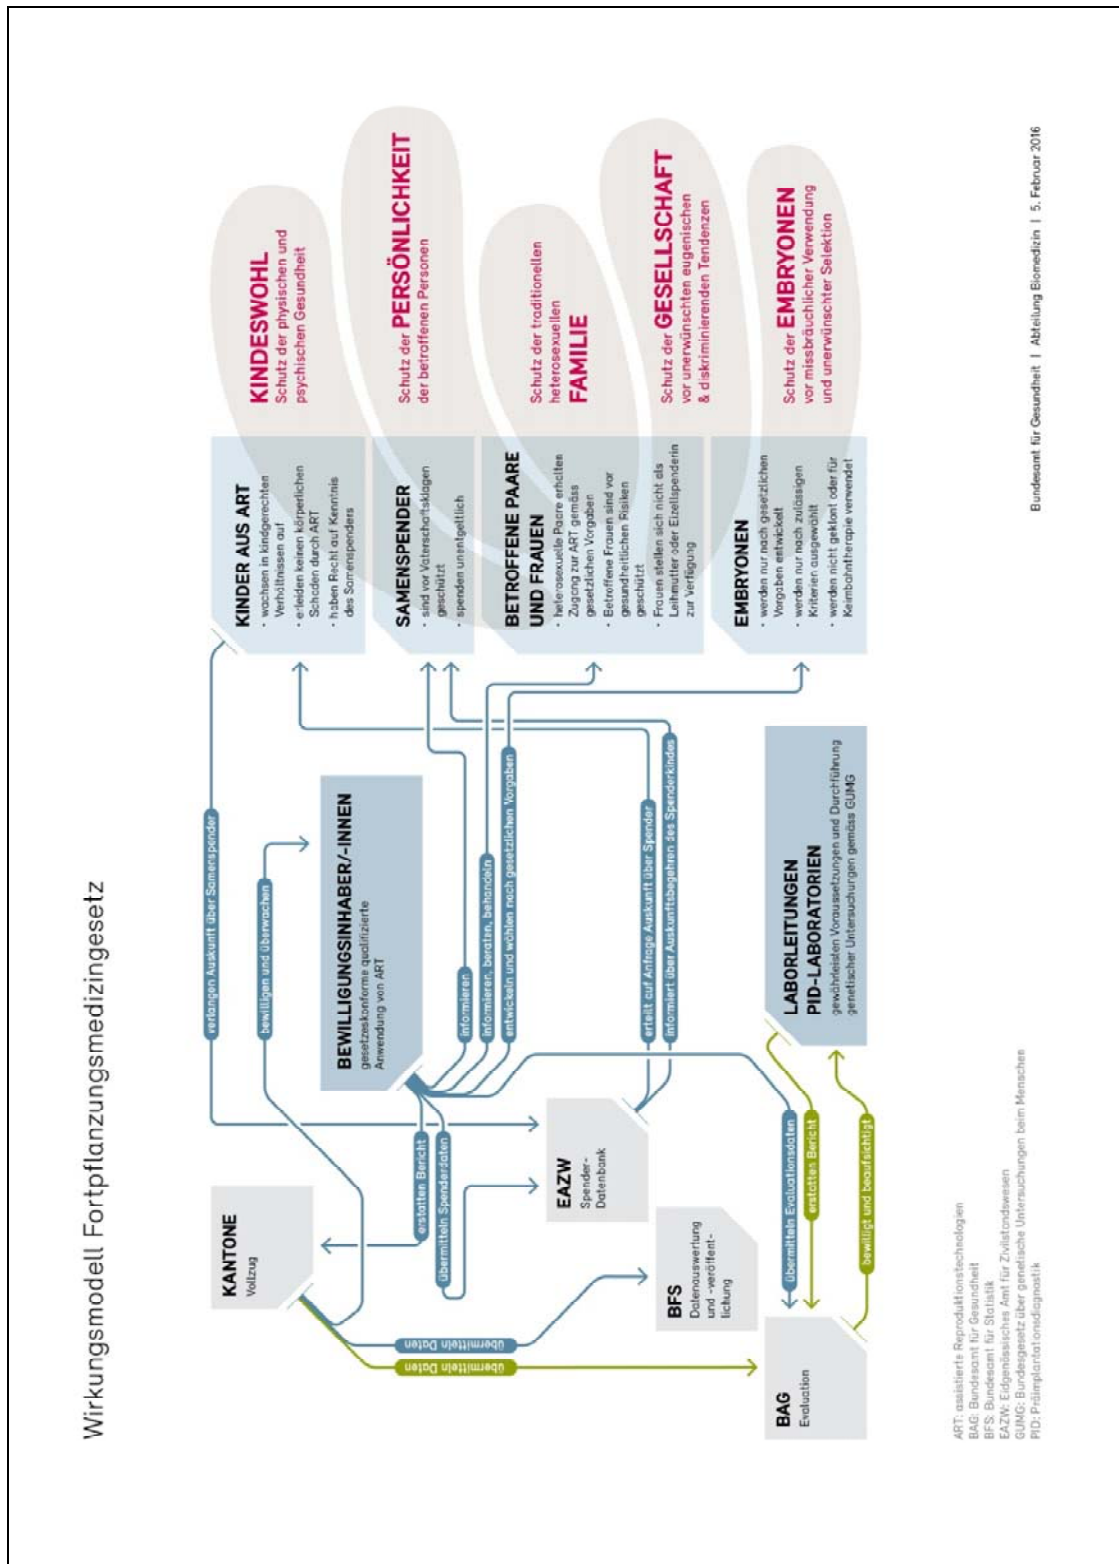 Wirkungsmodell Fortpflanzungsmedizingesetz
KANTONE
Vollzug
EAZW
Spender-
Datenbank
BFS
Datenauswertung
und -veröffent-
lichung
BAG
Evaluation
verlangen Auskunft über Samenspender
bewilligen und überwachen
BEWILLIGUNGSINHABER/-INNEN
gesetzeskonforme qualifizierte
Anwendung von ART
erstatten Bericht
übermitteln Spenderdaten
übermitteln Daten
übermitteln Daten
informieren
informieren, beraten, behandeln
entwickeln und wählen nach gesetzlichen Vorgaben
erteilt auf Anfrage Auskunft über Spender
informiert über Auskunftsbegehren des Spenderkindes
übermitteln Evaluationsdaten
erstatten Bericht
bewilligt und beaufsichtigt
LABORLEITUNGEN
PID-LABORATORIEN
gewährleisten Voraussetzungen und Durchführung
genetischer Untersuchungen gemäss GUMG
KINDER AUS ART
· wachsen in kindgerechten
Verhältnissen auf
· erleiden keinen körperlichen
Schaden durch ART
· haben Recht auf Kenntnis
des Samenspenders
SAMENSPENDER
· sind vor Vaterschaftsklagen
geschützt
· spenden unentgeltlich
BETROFFENE PAARE
UND FRAUEN
· heterosexuelle Paare erhalten
Zugang zur ART gemäss
gesetzlichen Vorgaben
· Betroffene Frauen sind vor
gesundheitlichen Risiken
geschützt
· Frauen stellen sich nicht als
Leihmutter oder Eizellspenderin
zur Verfügung
EMBRYONEN
· werden nur nach gesetzlichen
Vorgaben entwickelt
· werden nur nach zulässigen
Kriterien ausgewählt
· werden nicht geklont oder für
Keimbahntherapie verwendet
KINDESWOHL
Schutz der physischen und
psychischen Gesundheit
Schutz der PERSÖNLICHKEIT
der betroffenen Personen
Schutz der traditionellen
heterosexuellen
FAMILIE
Schutz der GESELLSCHAFT
vor unerwünschten eugenischen
& diskriminierenden Tendenzen
Schutz der EMBRYONEN
vor missbräuchlicher Verwendung
und unerwünschter Selektion
ART: assistierte Reproduktionstechnologien
BAG: Bundesamt für Gesundheit
BFS: Bundesamt für Statistik
EAZW: Eidgenössisches Amt für Zivilstandswesen
GUMG: Bundesgesetz über genetische Untersuchungen beim Menschen
PID: Präimplantationsdiagnostik
Bundesamt für Gesundheit | Abteilung Biomedizin | 5. Februar 2016